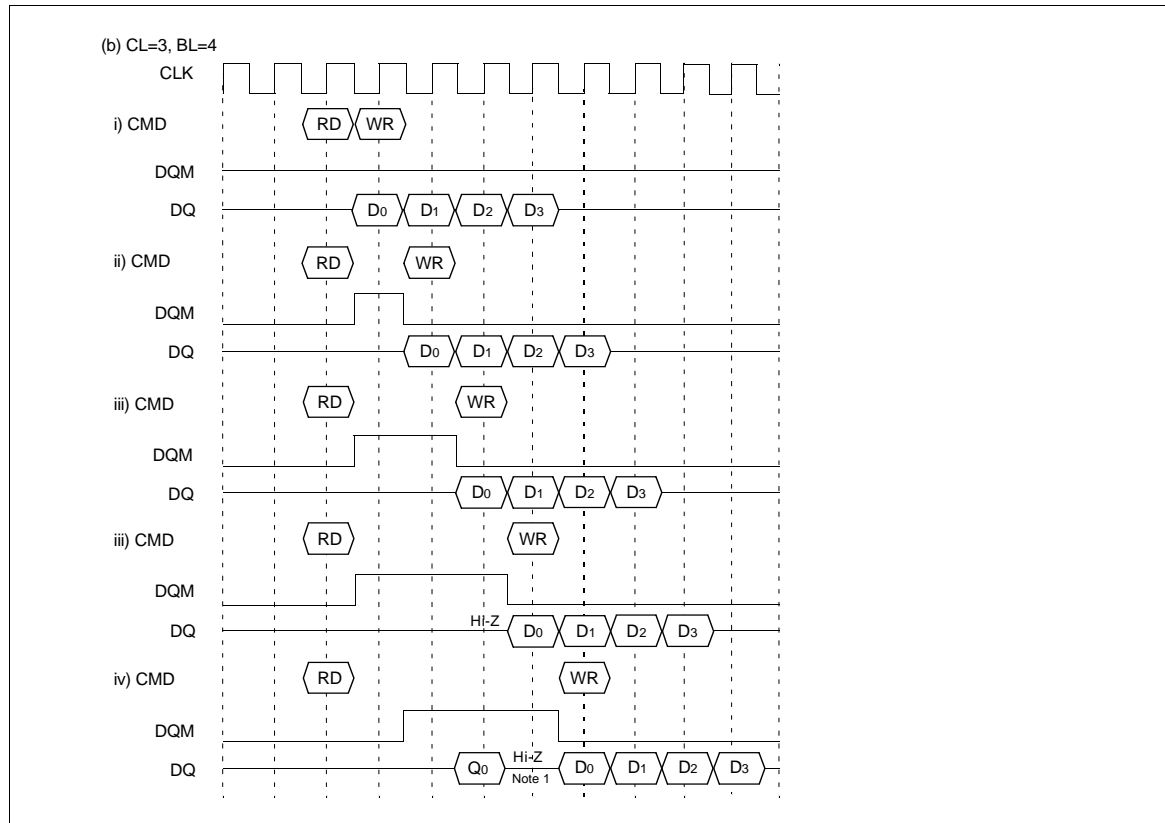 (b) CL=3, BL=4
CLK
i) CMD RD WR
DQM
DQ D0 D1 D2 D3
ii) CMD RD WR
DQM
DQ D0 D1 D2 D3
iii) CMD RD WR
DQM
DQ D0 D1 D2 D3
iii) CMD RD WR
DQM
DQ Hi-Z D0 D1 D2 D3
iv) CMD RD WR
DQM
DQ Q0 Hi-Z D0 D1 D2 D3
Note 1